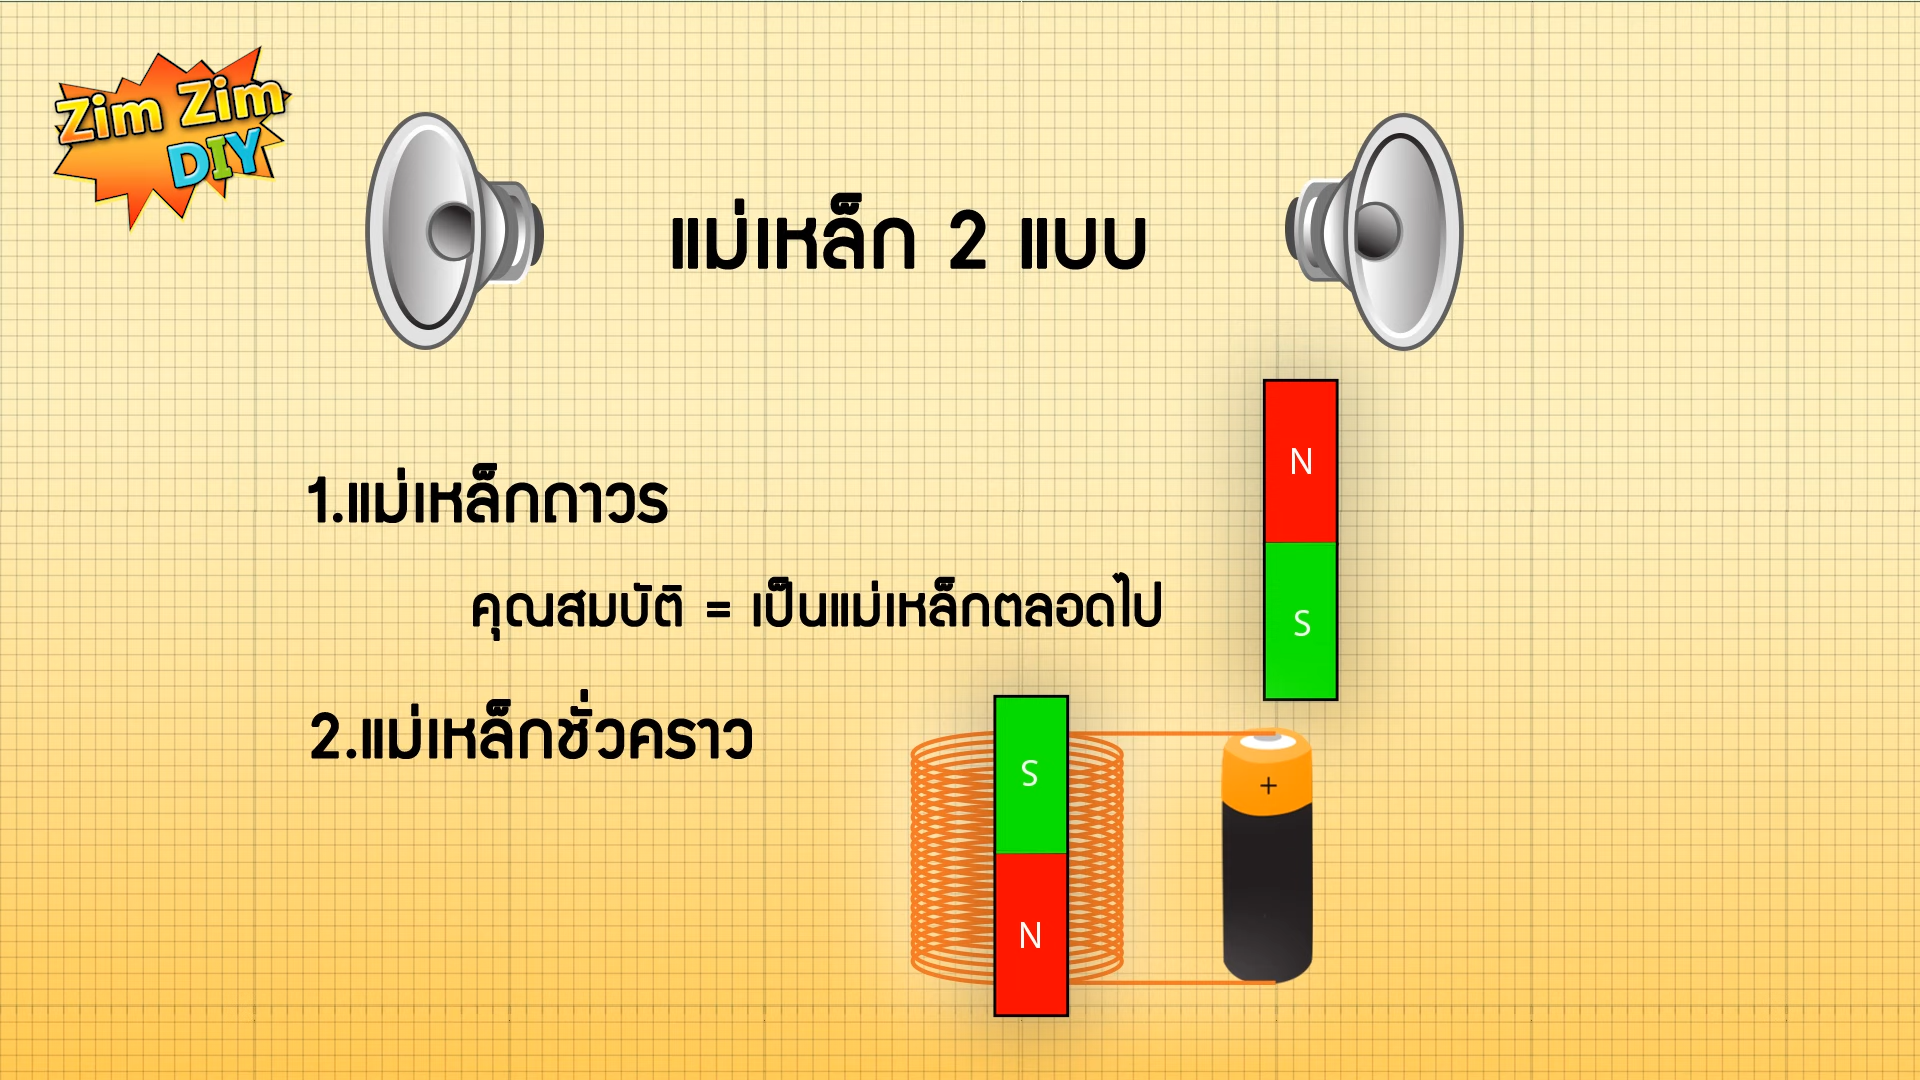 Zim Zim
DIY
แม่เหล็ก 2 แบบ
N
1.แม่เหล็กถาวร
คุณสมบัติ = เป็นแม่เหล็กตลอดไป
S
2.แม่เหล็กชั่วคราว
S
+
N